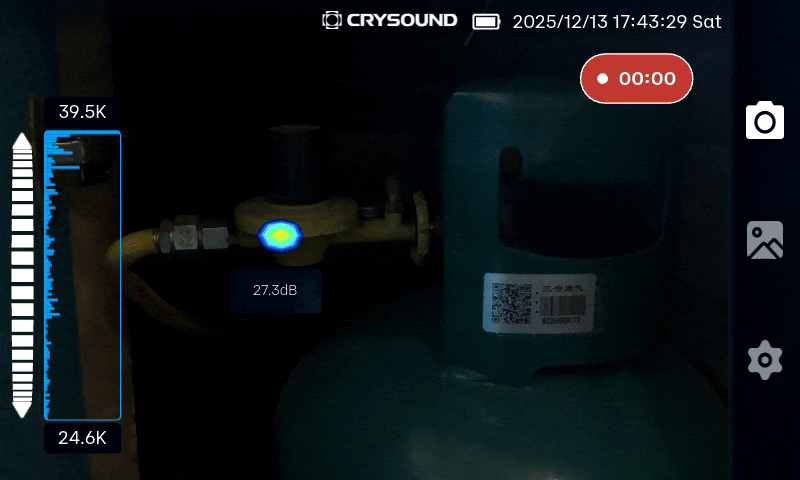 CRYSOUND
2025/12/13 17:43:29 Sat
00:00
39.5K
27.3dB
24.6K